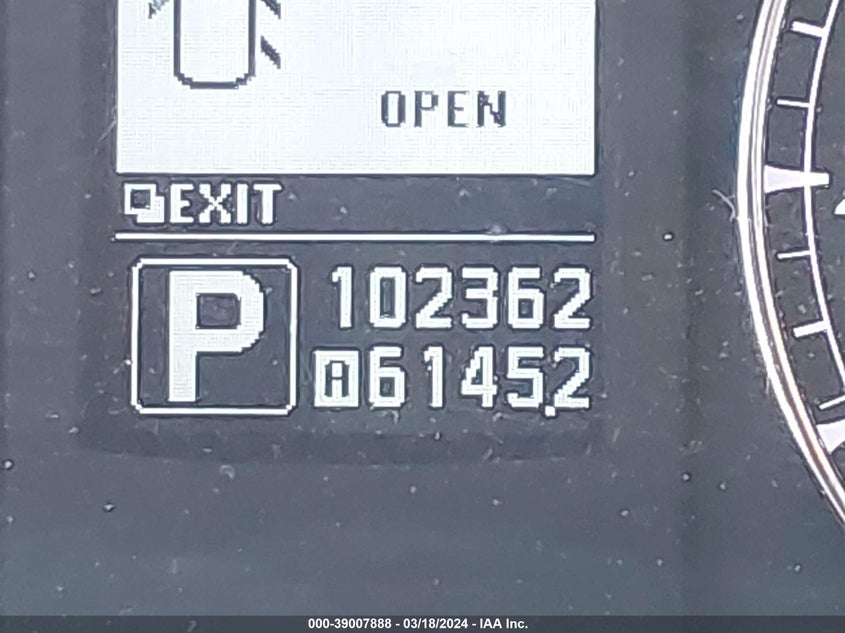 OPEN
EXIT
P
102362
A 6145.2
000-39007888 - 03/18/2024 - IAA Inc.